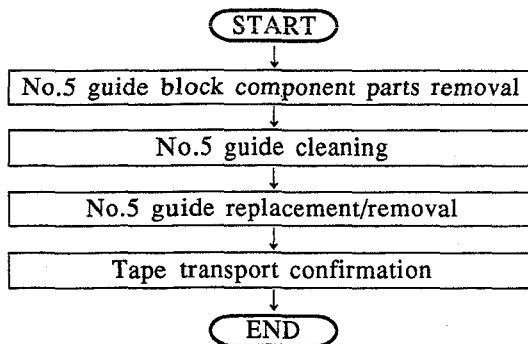 START
No.5 guide block component parts removal
No.5 guide cleaning
No.5 guide replacement/removal
Tape transport confirmation
END